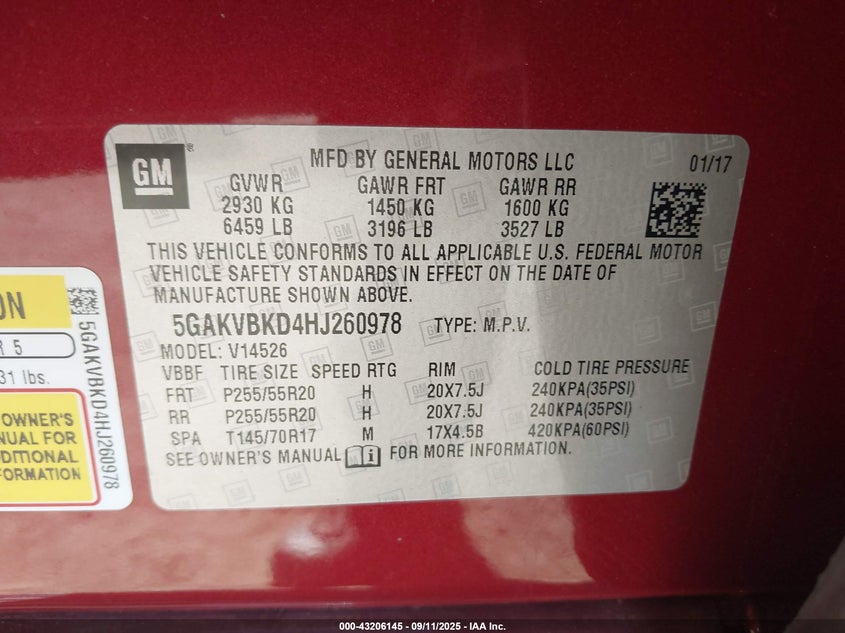 GM
MFD BY GENERAL MOTORS LLC 01/17
GVWR GAWR FRT GAWR RR
2930 KG 1450 KG 1600 KG
6459 LB 3196 LB 3527 LB
THIS VEHICLE CONFORMS TO ALL APPLICABLE U.S. FEDERAL MOTOR
VEHICLE SAFETY STANDARDS IN EFFECT ON THE DATE OF
MANUFACTURE SHOWN ABOVE.
5GAKVBKD4HJ260978 TYPE: M.P.V.
MODEL: V14526
VBBF TIRE SIZE SPEED RTG RIM COLD TIRE PRESSURE
FRT P255/55R20 H 20X7.5J 240KPA(35PSI)
RR P255/55R20 H 20X7.5J 240KPA(35PSI)
SPA T145/70R17 M 17X4.5B 420KPA(60PSI)
SEE OWNER'S MANUAL FOR MORE INFORMATION.
ON
R 5
31 lbs.
OWNER'S
NUAL FOR
DDITIONAL
FORMATION
5GAKVBKD4HJ260978
000-43206145 - 09/11/2025 - IAA Inc.